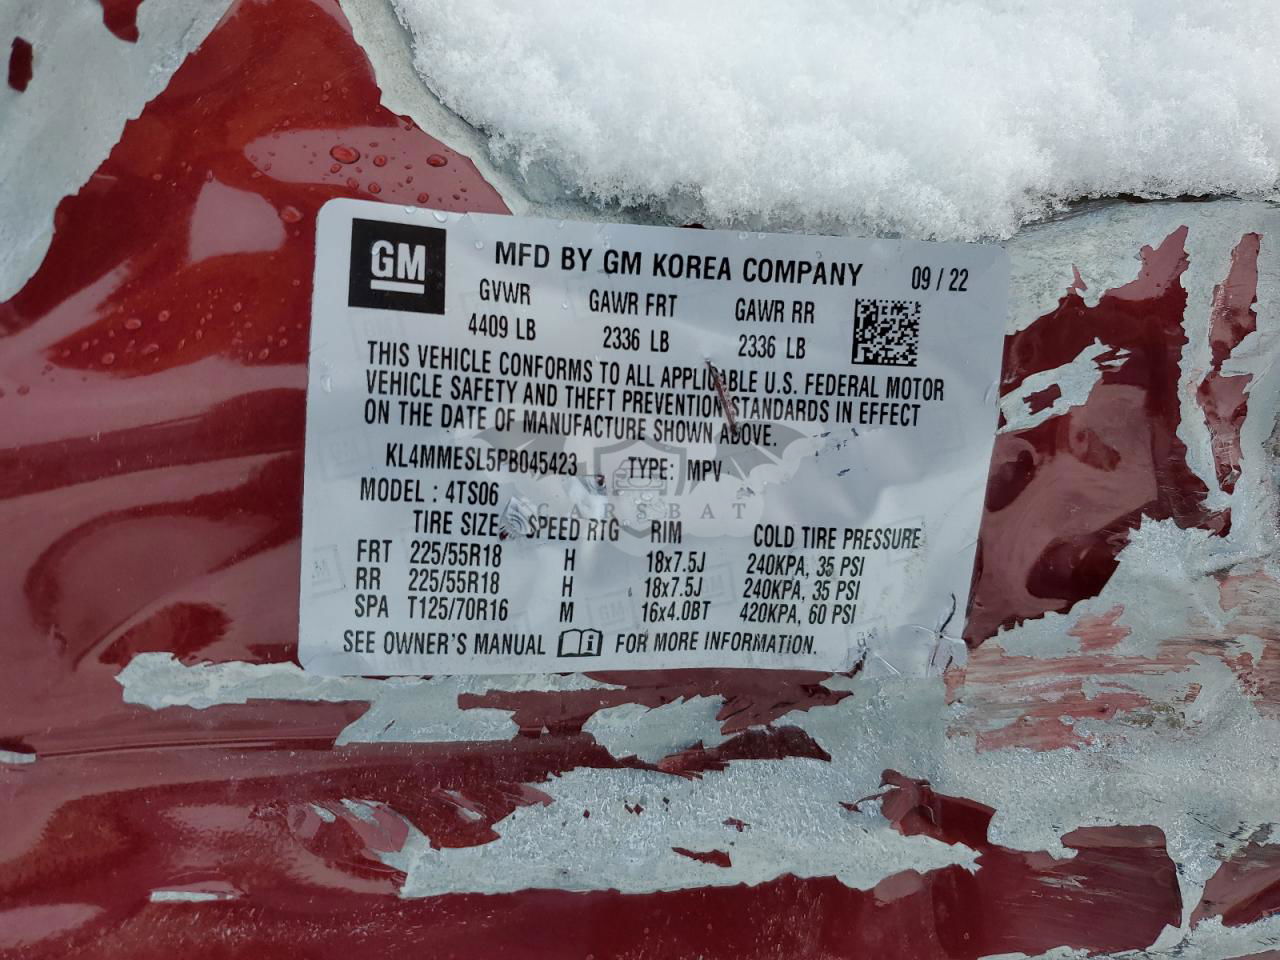 GM
MFD BY GM KOREA COMPANY 09 / 22
GVWR GAWR FRT GAWR RR
4409 LB 2336 LB 2336 LB
THIS VEHICLE CONFORMS TO ALL APPLICABLE U.S. FEDERAL MOTOR
VEHICLE SAFETY AND THEFT PREVENTION STANDARDS IN EFFECT
ON THE DATE OF MANUFACTURE SHOWN ABOVE.
KL4MMESL5PB045423 TYPE: MPV
MODEL : 4TS06
CARSBAT
TIRE SIZE SPEED RTG RIM COLD TIRE PRESSURE
FRT 225/55R18 H 18x7.5J 240KPA, 35 PSI
RR 225/55R18 H 18x7.5J 240KPA, 35 PSI
SPA T125/70R16 M 16x4.0BT 420KPA, 60 PSI
SEE OWNER'S MANUAL FOR MORE INFORMATION.